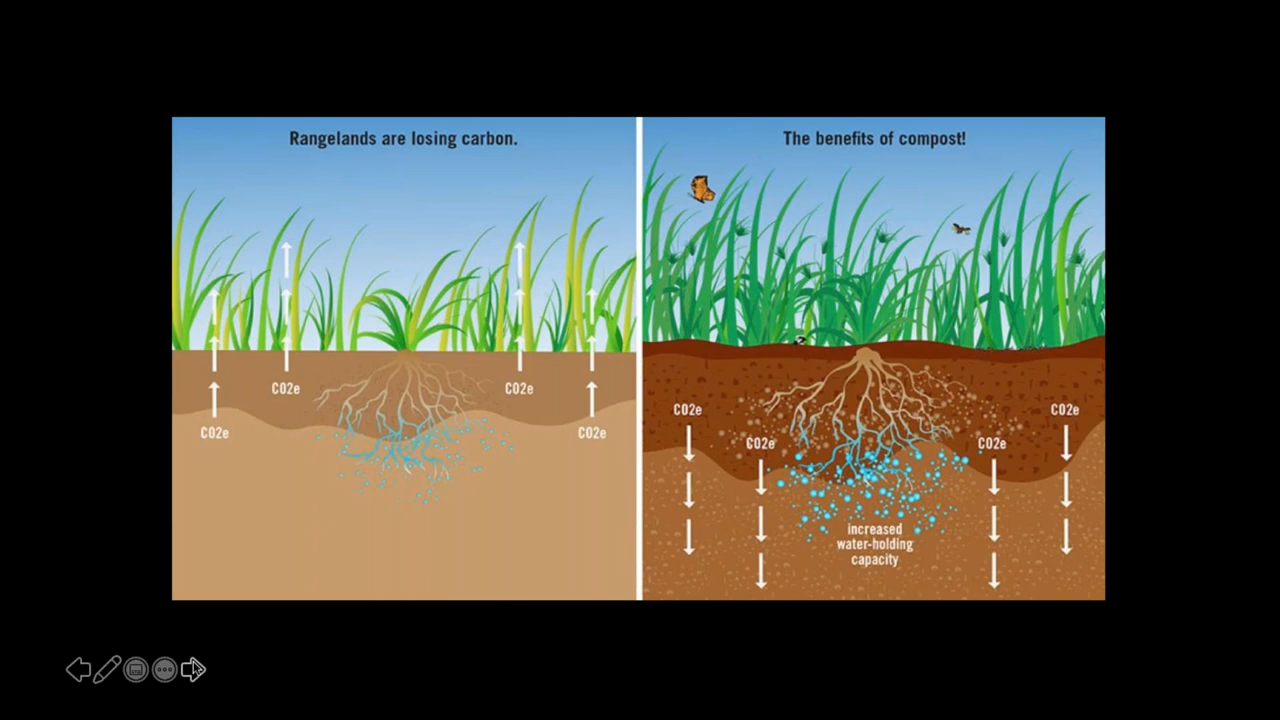 Rangelands are losing carbon.
CO2e
CO2e
CO2e
CO2e
The benefits of compost!
CO2e
CO2e
CO2e
CO2e
increased
water-holding
capacity